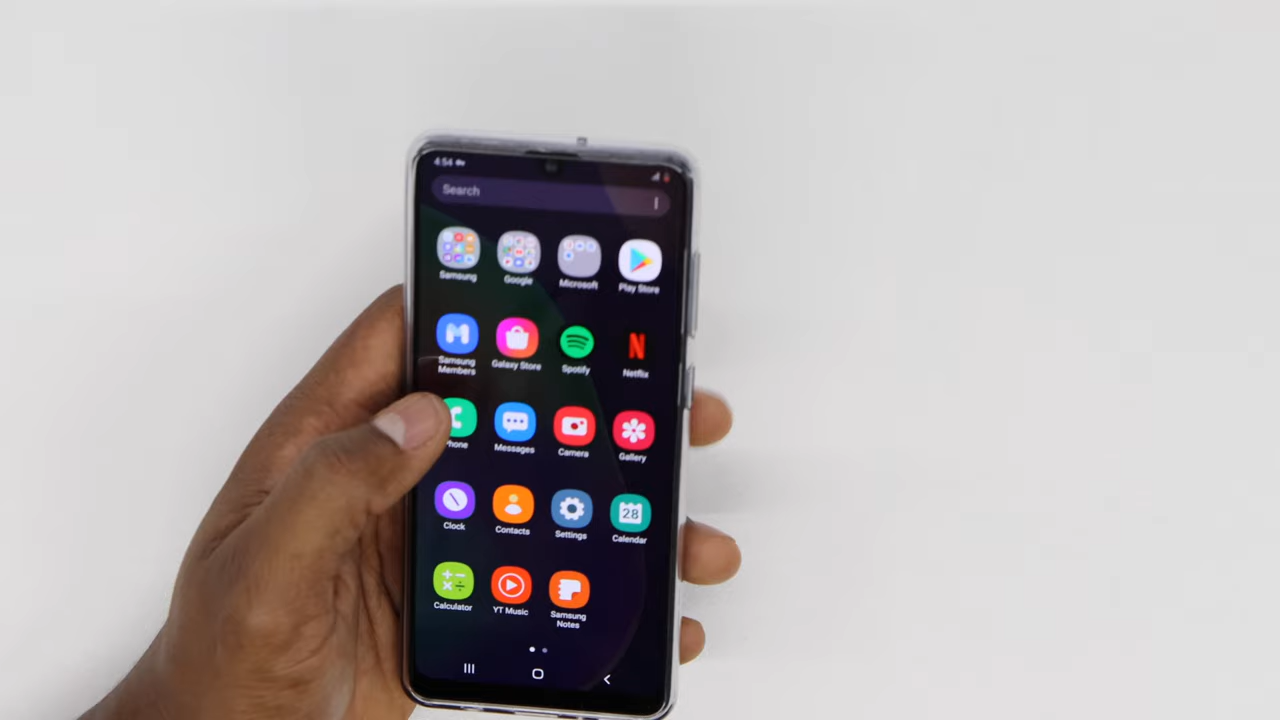 4:54
Search
Samsung
Google
Microsoft
Play Store
Samsung
Members
Galaxy Store
Spotify
N
Netflix
Phone
Messages
Camera
Gallery
Clock
Contacts
Settings
28
Calendar
Calculator
YT Music
Samsung
Notes